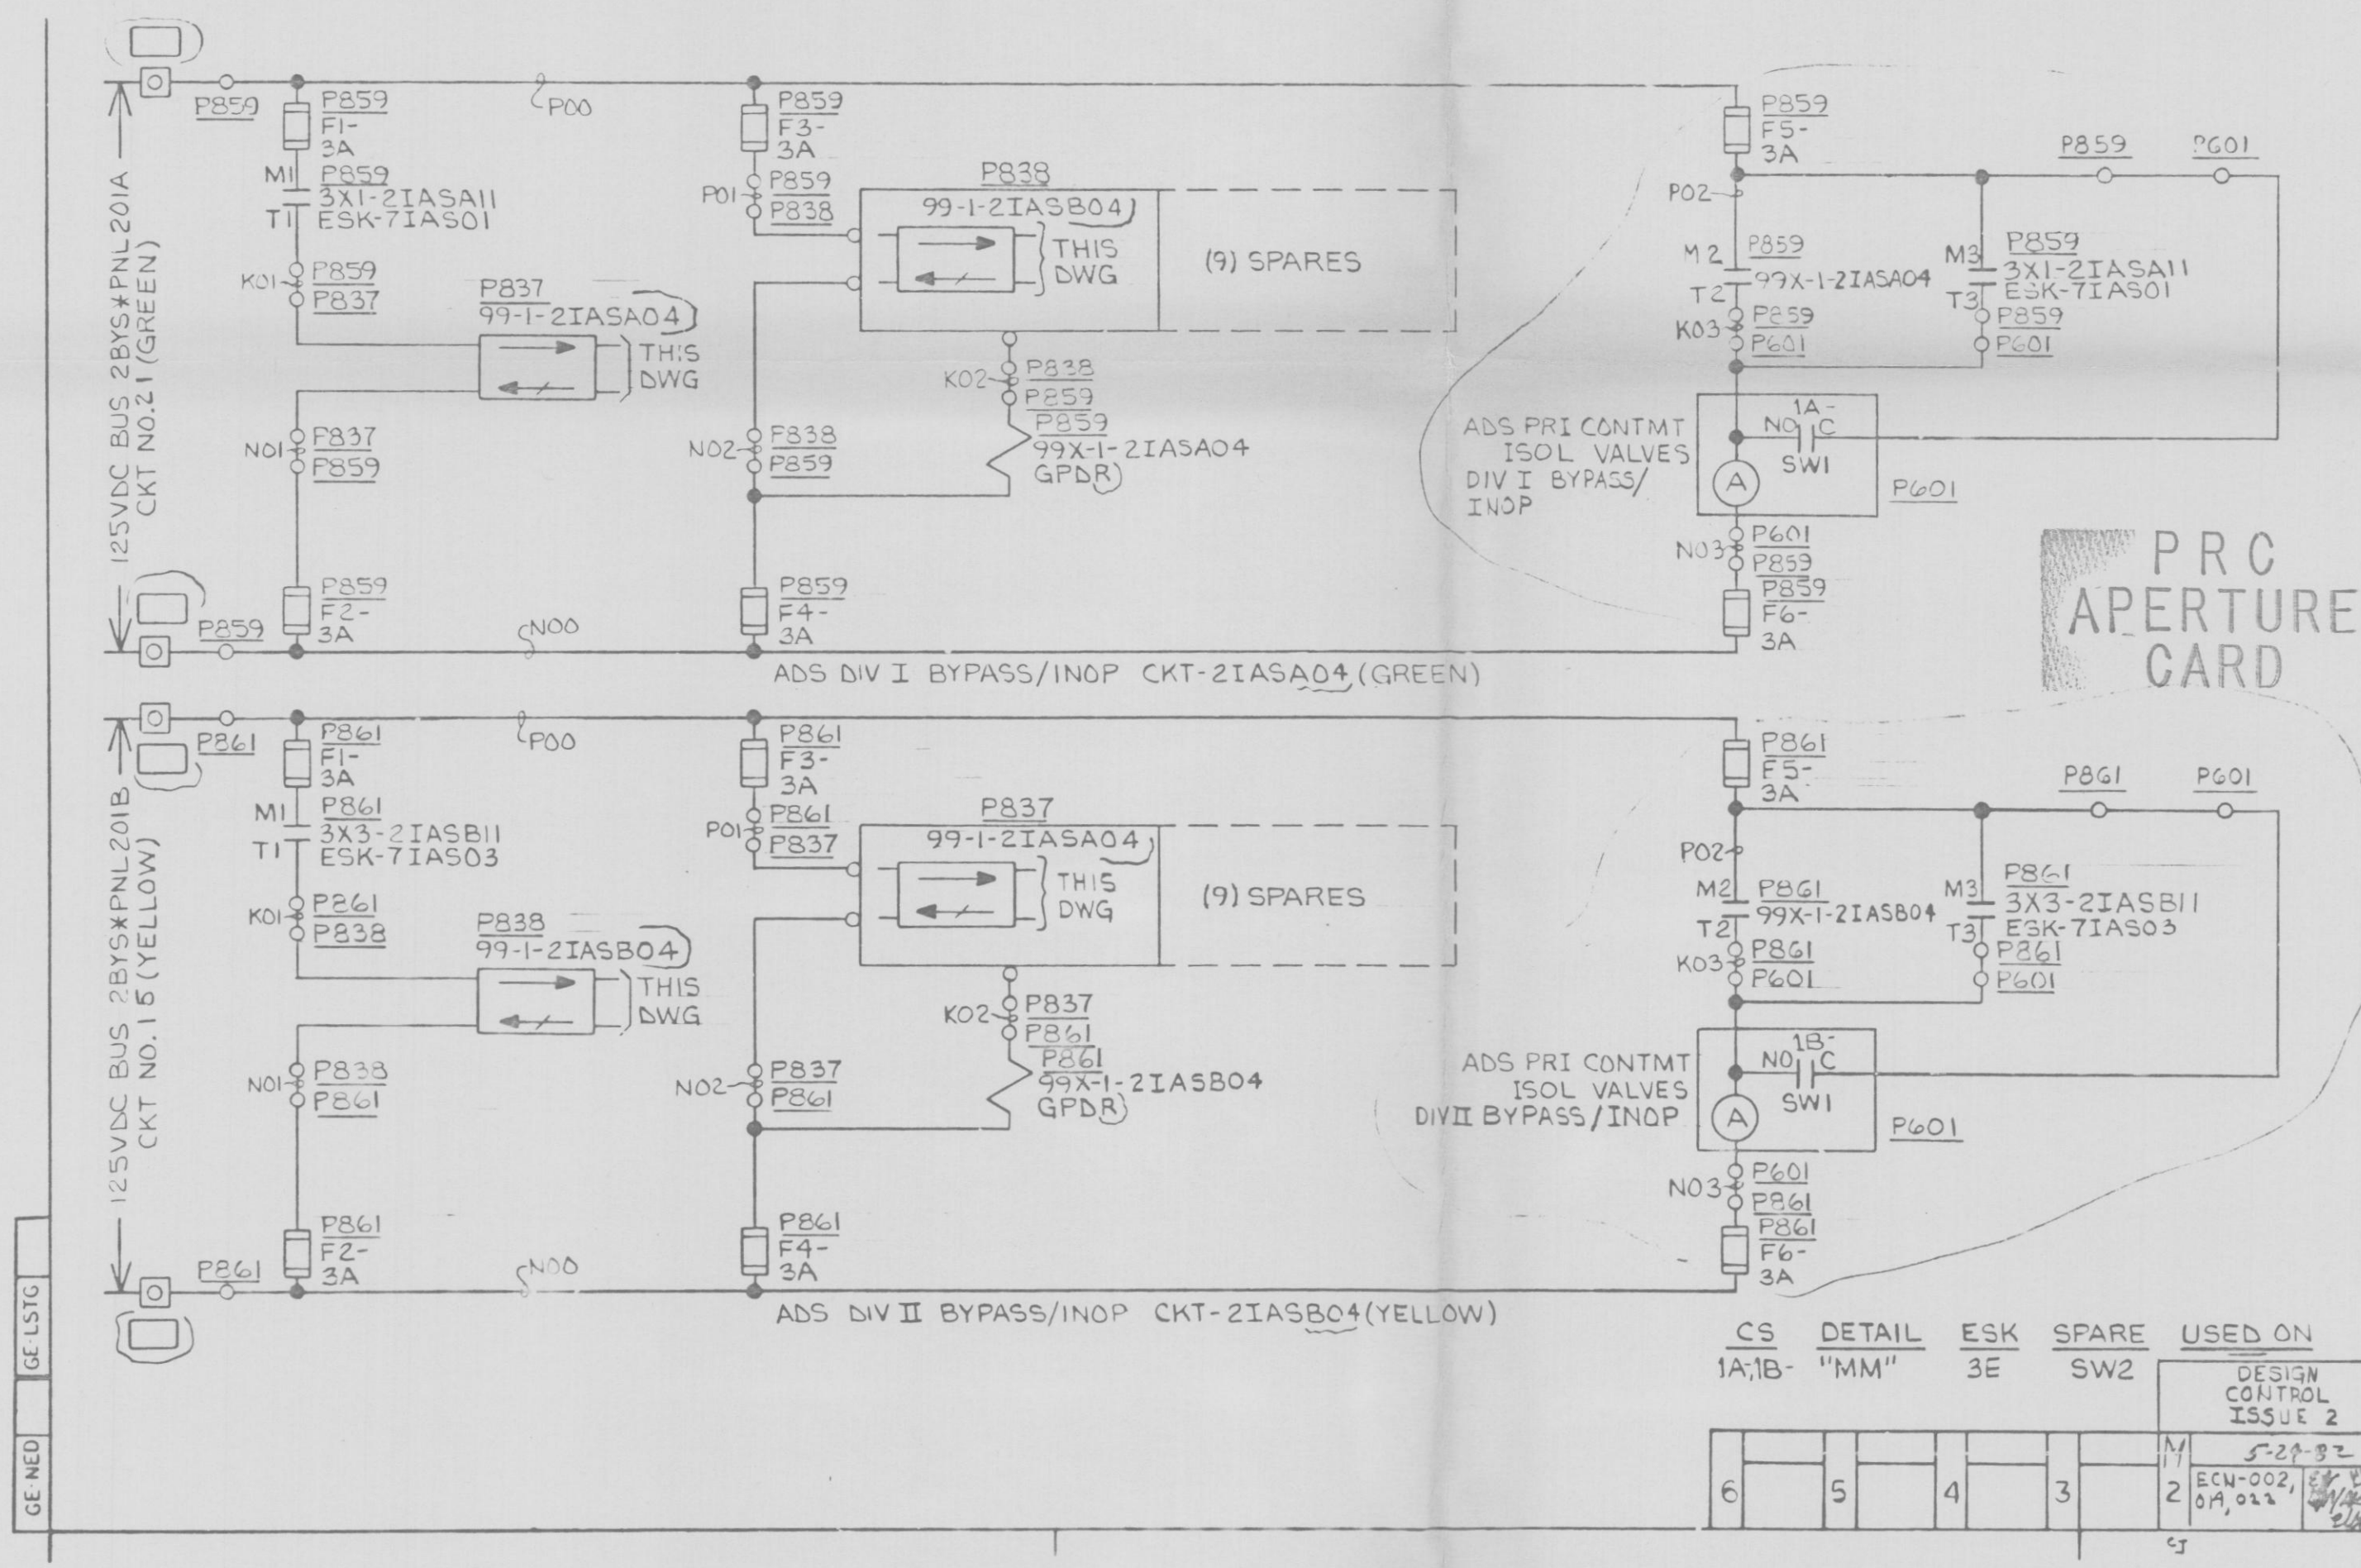 125VDC BUS 2BYS*PNL201A
CKT NO.21 (GREEN)
P859
P859
F1-
3A
M1
P859
3X1-2IASA11
T1
ESK-7IAS01
K01
P859
P837
P837
99-1-2IASA04
THIS
DWG
N01
P837
P859
P859
F2-
3A
P859
P00
N00
P859
F3-
3A
P01
P859
P838
P838
99-1-2IASB04
THIS
DWG
(9) SPARES
K02
P838
P859
P859
99X-1-2IASA04
GPDR
N02
P838
P859
P859
F4-
3A
P859
F5-
3A
P02
P859
P601
M2
P859
99X-1-2IASA04
T2
K03
P859
P601
M3
P859
3X1-2IASA11
ESK-7IAS01
T3
P859
P601
ADS PRI CONTMT
ISOL VALVES
DIV I BYPASS/
INOP
1A-
NO C
SW1
A
P601
N03
P601
P859
P859
F6-
3A
PRC
APERTURE
CARD
ADS DIV I BYPASS/INOP CKT-2IASA04 (GREEN)
125VDC BUS 2BYS*PNL201B
CKT NO.15 (YELLOW)
P861
P861
F1-
3A
M1
P861
3X3-2IASB11
T1
ESK-7IAS03
K01
P861
P838
P838
99-1-2IASB04
THIS
DWG
N01
P838
P861
P861
F2-
3A
P861
P00
N00
P861
F3-
3A
P01
P861
P837
P837
99-1-2IASA04
THIS
DWG
(9) SPARES
K02
P837
P861
P861
99X-1-2IASB04
GPDR
N02
P837
P861
P861
F4-
3A
P861
F5-
3A
P02
P861
P601
M2
P861
99X-1-2IASB04
T2
K03
P861
P601
M3
P861
3X3-2IASB11
T3
ESK-7IAS03
P861
P601
ADS PRI CONTMT
ISOL VALVES
DIV II BYPASS/INOP
1B-
NO C
SW1
A
P601
N03
P601
P861
P861
F6-
3A
ADS DIV II BYPASS/INOP CKT-2IASB04 (YELLOW)
CS DETAIL ESK SPARE USED ON
1A,1B- "MM" 3E SW2
DESIGN
CONTROL
ISSUE 2
6 5 4 3 2
ECN-002,
GE-LSTG
GE-NED
CJ